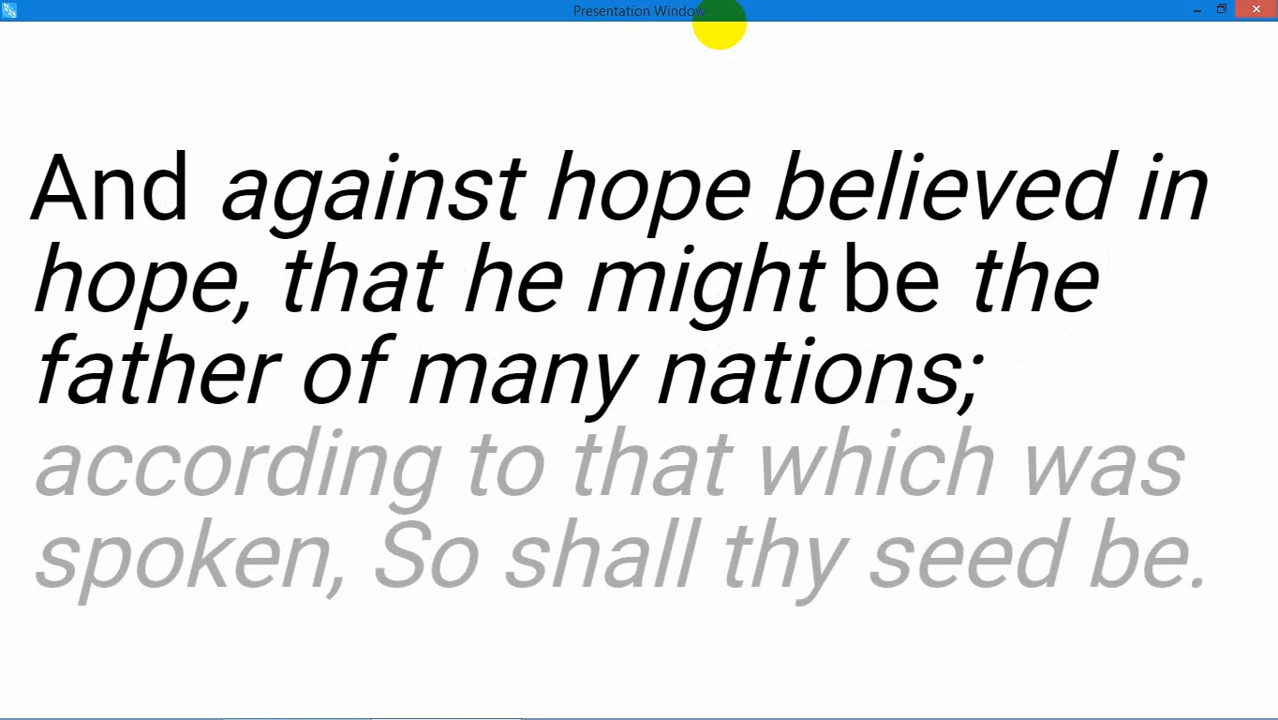 Presentation Window
And against hope believed in
hope, that he might be the
father of many nations;
according to that which was
spoken, So shall thy seed be.